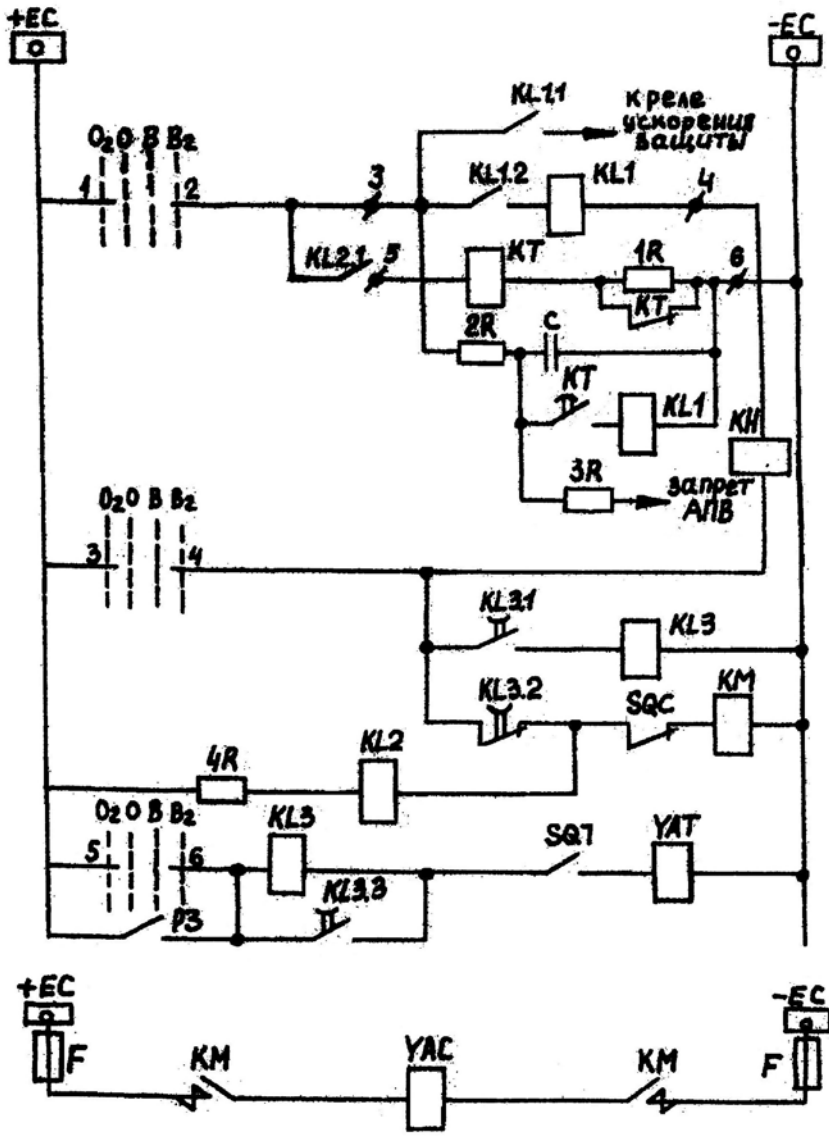 +EC
-EC
KL1.1
к реле
ускорения
защиты
O₂ O B B₂
1
2
3
KL1.2
KL1
4
KL2.1
5
KT
1R
KT
6
2R
C
KT
KL1
KH
3R
запрет
АПВ
O₂ O B B₂
3
4
KL3.1
KL3
KL3.2
SQC
KM
4R
KL2
O₂ O B B₂
5
6
KL3
KL3.3
SQT
YAT
РЗ
+EC
-EC
F
KM
YAC
KM
F